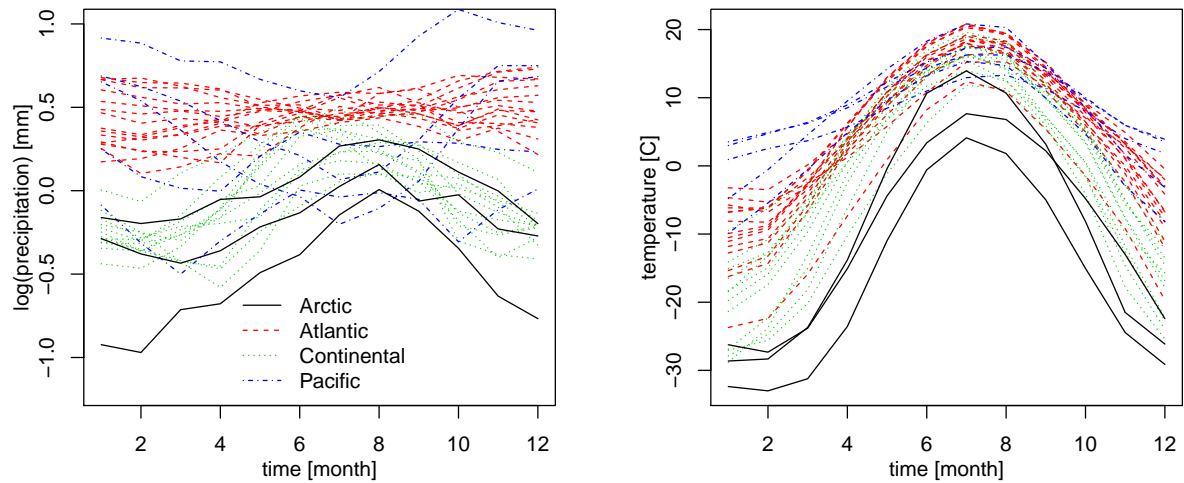 log(precipitation) [mm]
1.0
0.5
0.0
−0.5
−1.0
Arctic
Atlantic
Continental
Pacific
2 4 6 8 10 12
time [month]
temperature [C]
20
10
0
−10
−20
−30
2 4 6 8 10 12
time [month]